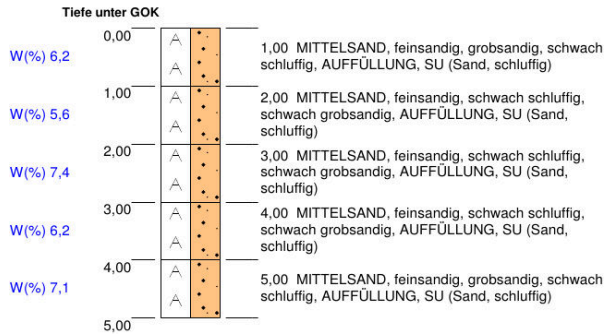 Tiefe unter GOK
0,00
W(%) 6,2
A
A
1,00 MITTELSAND, feinsandig, grobsandig, schwach
schluffig, AUFFÜLLUNG, SU (Sand, schluffig)
1,00
W(%) 5,6
A
A
2,00 MITTELSAND, feinsandig, schwach schluffig,
schwach grobsandig, AUFFÜLLUNG, SU (Sand,
schluffig)
2,00
W(%) 7,4
A
A
3,00 MITTELSAND, feinsandig, schwach schluffig,
schwach grobsandig, AUFFÜLLUNG, SU (Sand,
schluffig)
3,00
W(%) 6,2
A
A
4,00 MITTELSAND, feinsandig, schwach schluffig,
schwach grobsandig, AUFFÜLLUNG, SU (Sand,
schluffig)
4,00
W(%) 7,1
A
A
5,00 MITTELSAND, feinsandig, grobsandig, schwach
schluffig, AUFFÜLLUNG, SU (Sand, schluffig)
5,00